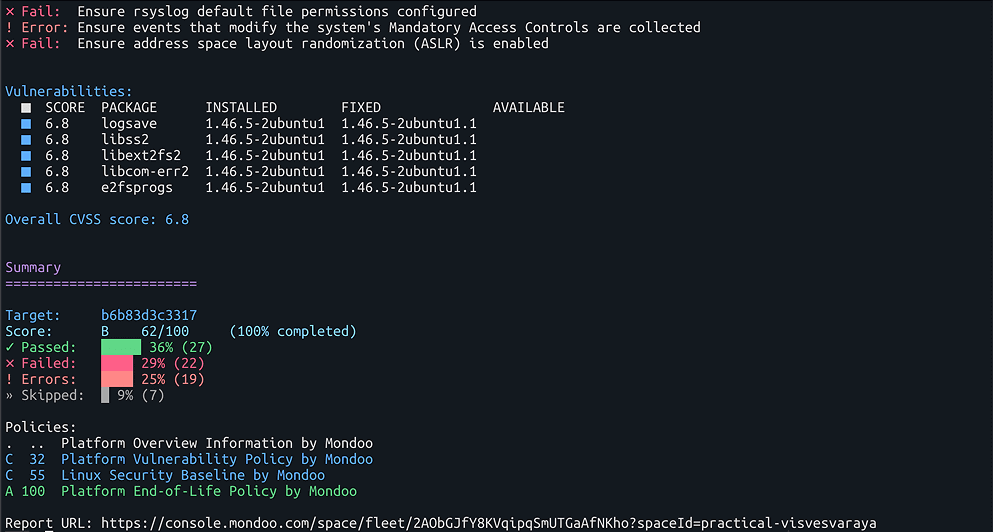 × Fail:  Ensure rsyslog default file permissions configured
! Error: Ensure events that modify the system's Mandatory Access Controls are collected
× Fail:  Ensure address space layout randomization (ASLR) is enabled
Vulnerabilities:
■ SCORE PACKAGE INSTALLED FIXED AVAILABLE
■ 6.8 logsave 1.46.5-2ubuntu1 1.46.5-2ubuntu1.1
■ 6.8 libss2 1.46.5-2ubuntu1 1.46.5-2ubuntu1.1
■ 6.8 libext2fs2 1.46.5-2ubuntu1 1.46.5-2ubuntu1.1
■ 6.8 libcom-err2 1.46.5-2ubuntu1 1.46.5-2ubuntu1.1
■ 6.8 e2fsprogs 1.46.5-2ubuntu1 1.46.5-2ubuntu1.1
Overall CVSS score: 6.8
Summary
========================
Target: b6b83d3c3317
Score: B 62/100 (100% completed)
✓ Passed: 36% (27)
× Failed: 29% (22)
! Errors: 25% (19)
» Skipped: 9% (7)
Policies:
. .. Platform Overview Information by Mondoo
C 32 Platform Vulnerability Policy by Mondoo
C 55 Linux Security Baseline by Mondoo
A 100 Platform End-of-Life Policy by Mondoo
Report URL: https://console.mondoo.com/space/fleet/2AObGJfY8KVqipqSmUTGaAfNKho?spaceId=practical-visvesvaraya